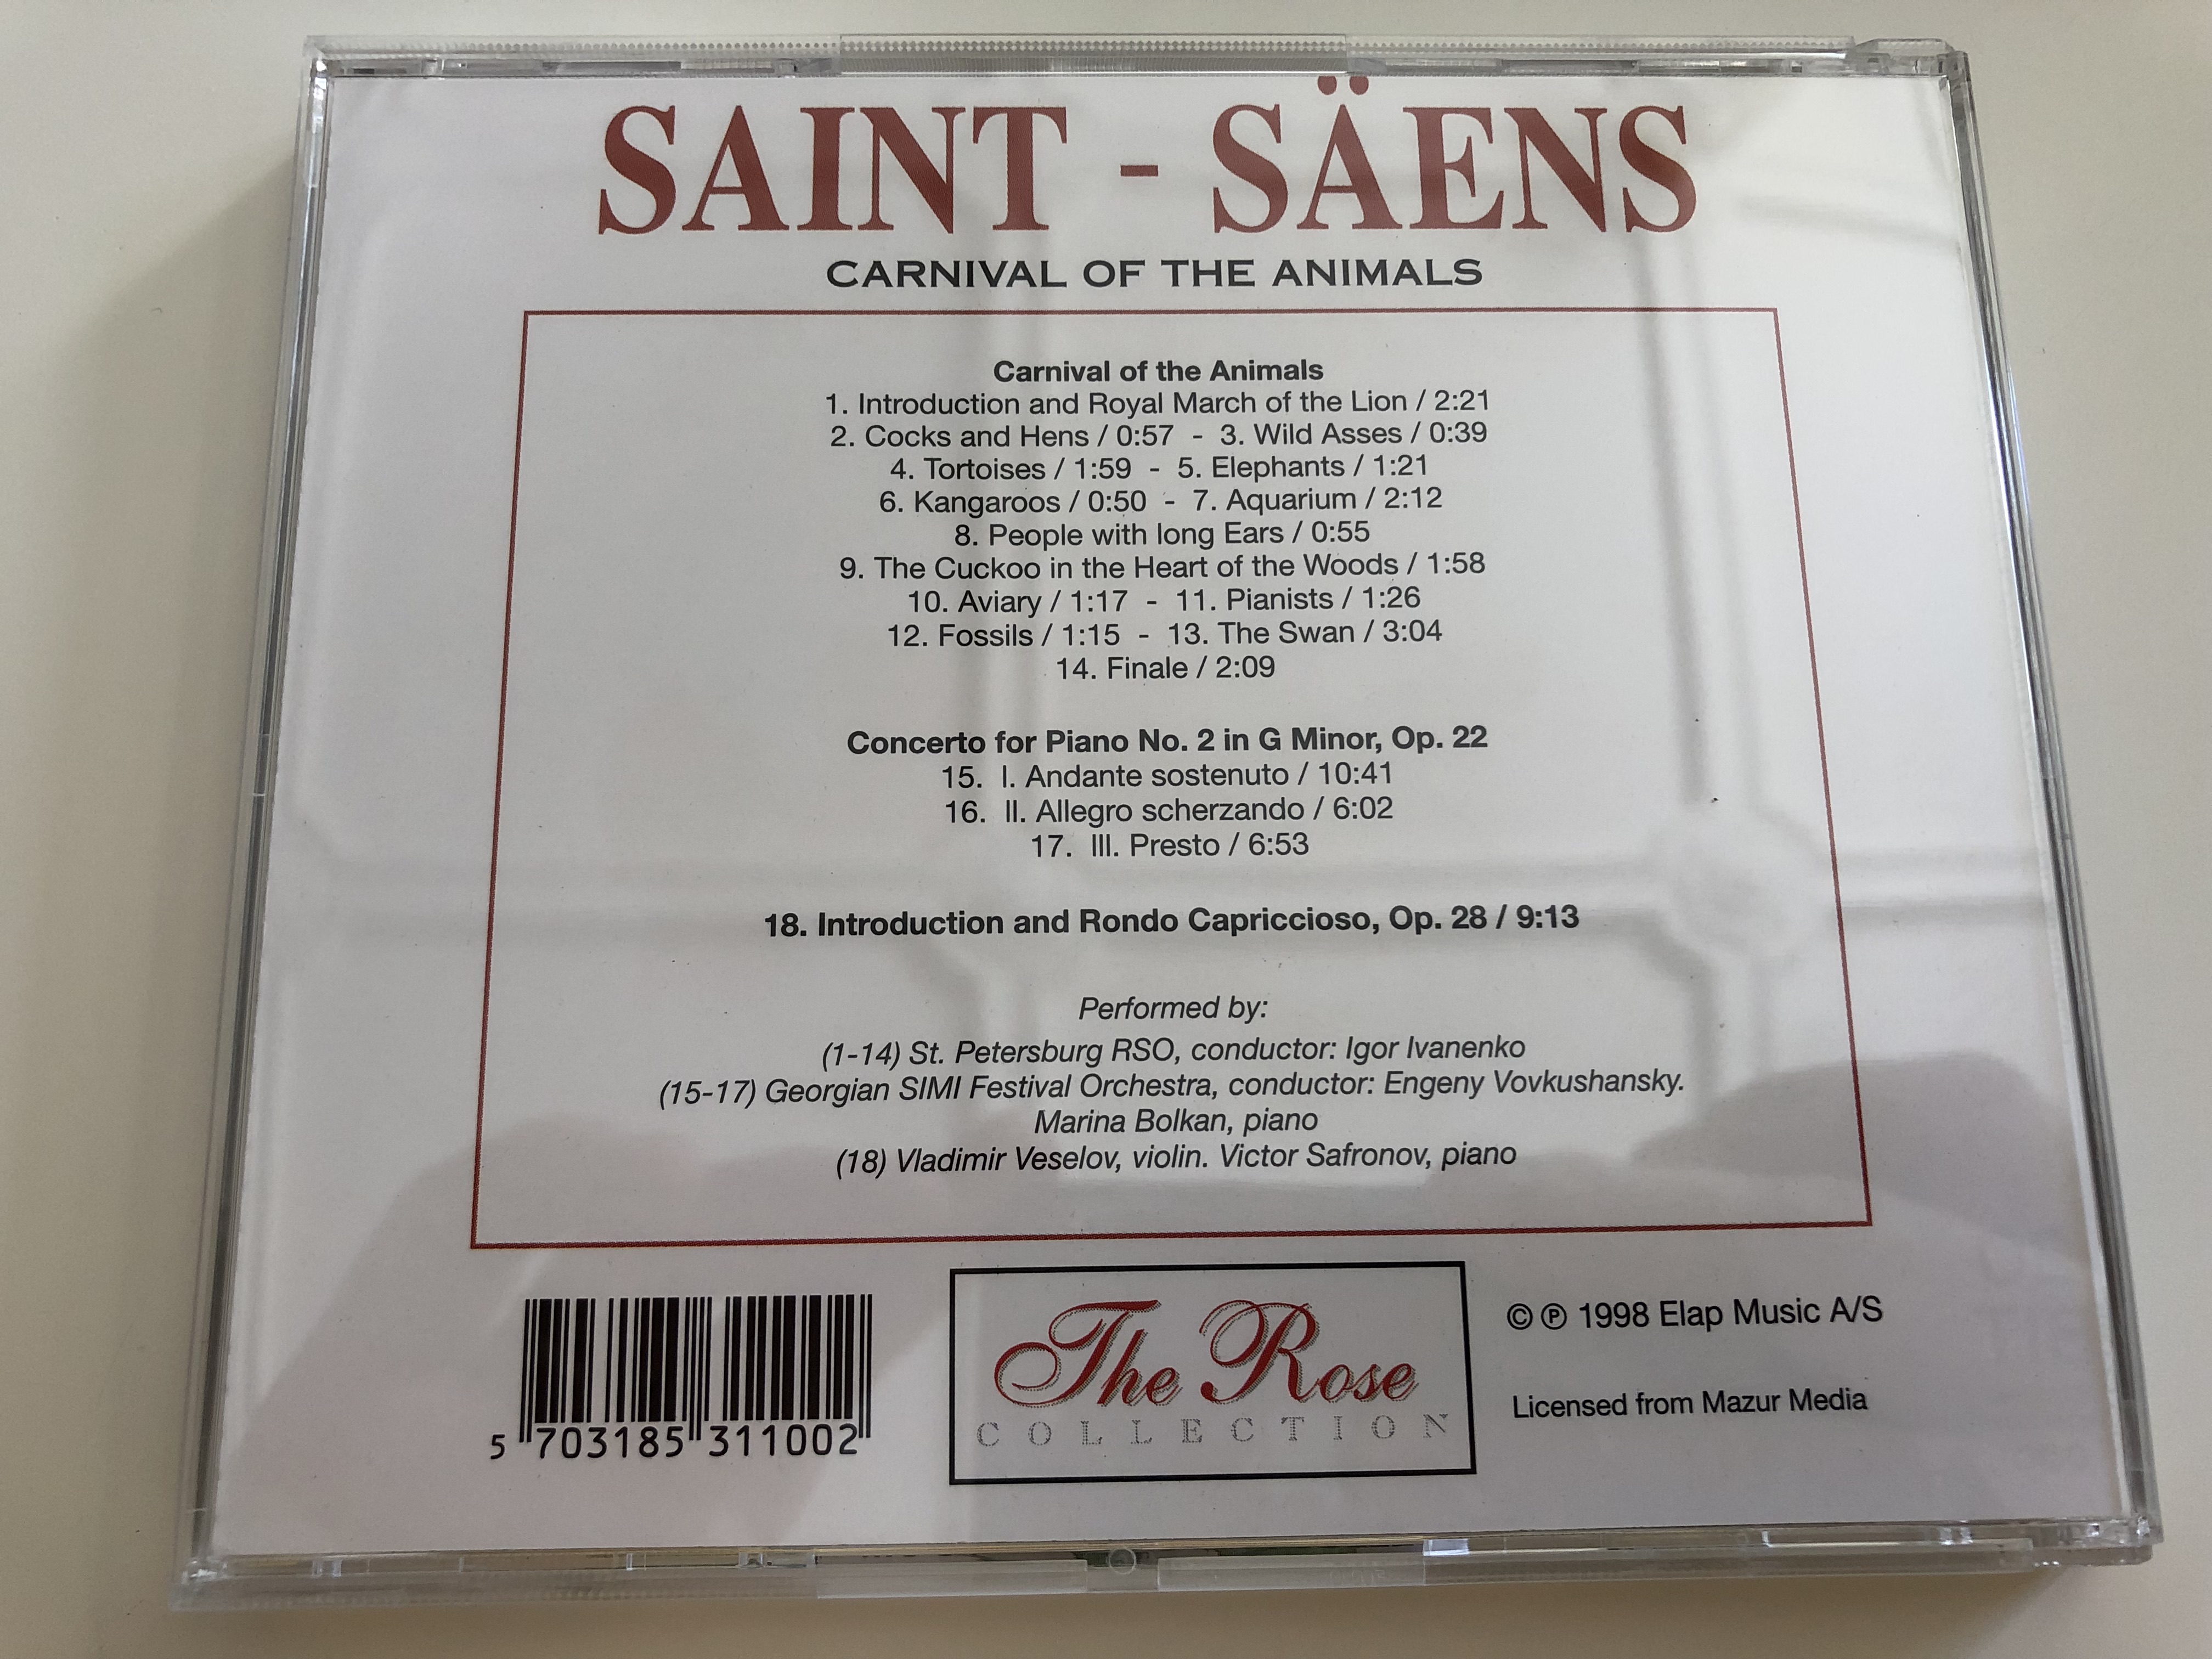 SAINT - SÄENS
CARNIVAL OF THE ANIMALS
Carnival of the Animals
1. Introduction and Royal March of the Lion / 2:21
2. Cocks and Hens / 0:57 - 3. Wild Asses / 0:39
4. Tortoises / 1:59 - 5. Elephants / 1:21
6. Kangaroos / 0:50 - 7. Aquarium / 2:12
8. People with long Ears / 0:55
9. The Cuckoo in the Heart of the Woods / 1:58
10. Aviary / 1:17 - 11. Pianists / 1:26
12. Fossils / 1:15 - 13. The Swan / 3:04
14. Finale / 2:09
Concerto for Piano No. 2 in G Minor, Op. 22
15. I. Andante sostenuto / 10:41
16. II. Allegro scherzando / 6:02
17. III. Presto / 6:53
18. Introduction and Rondo Capriccioso, Op. 28 / 9:13
Performed by:
(1-14) St. Petersburg RSO, conductor: Igor Ivanenko
(15-17) Georgian SIMI Festival Orchestra, conductor: Engeny Vovkushansky.
Marina Bolkan, piano
(18) Vladimir Veselov, violin. Victor Safronov, piano
5 703185 311002
The Rose
COLLECTION
© ℗ 1998 Elap Music A/S
Licensed from Mazur Media